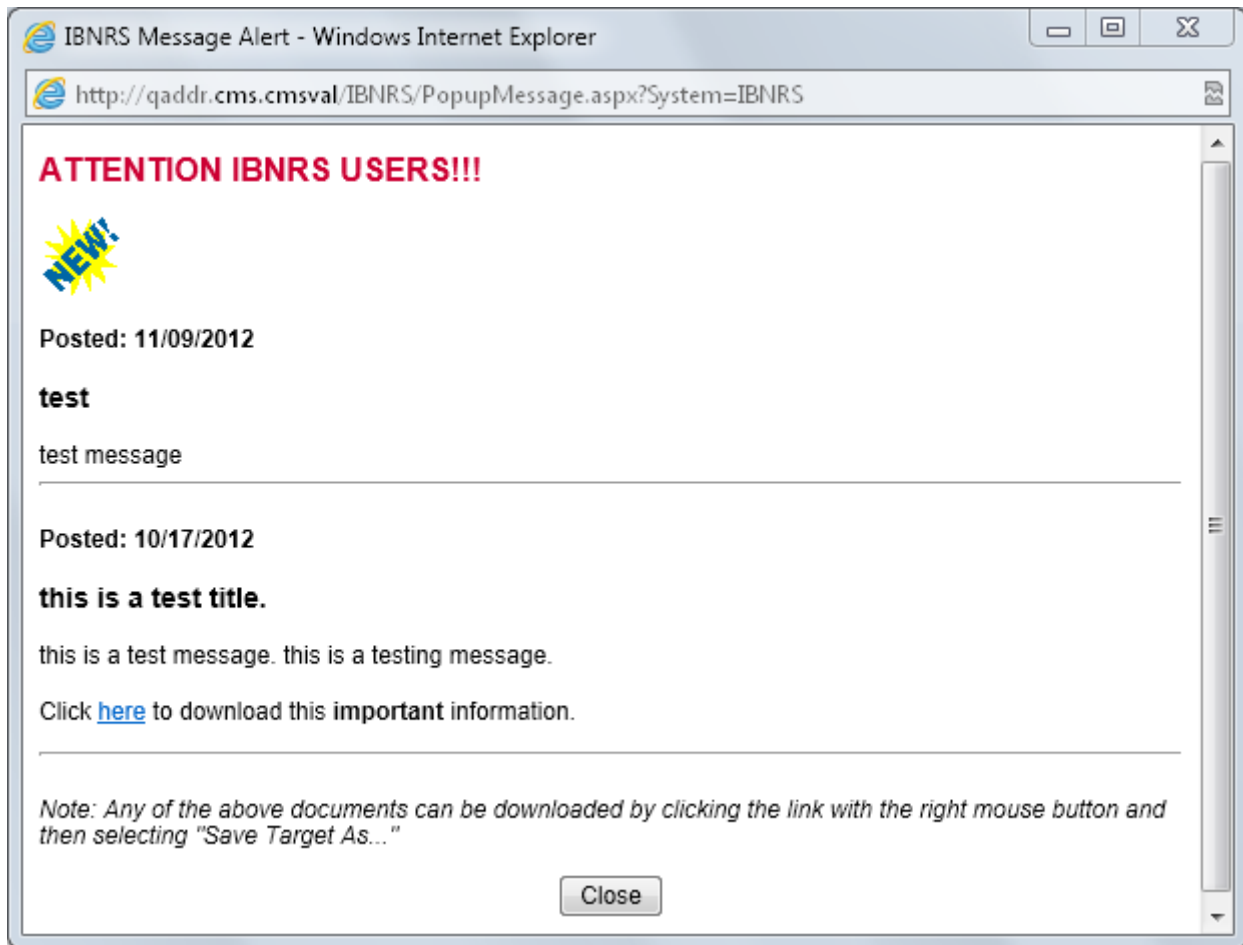 IBNRS Message Alert - Windows Internet Explorer
http://qaddr.cms.cmsval/IBNRS/PopupMessage.aspx?System=IBNRS
ATTENTION IBNRS USERS!!!
NEW!
Posted: 11/09/2012
test
test message
Posted: 10/17/2012
this is a test title.
this is a test message. this is a testing message.
Click here to download this important information.
Note: Any of the above documents can be downloaded by clicking the link with the right mouse button and
then selecting "Save Target As..."
Close